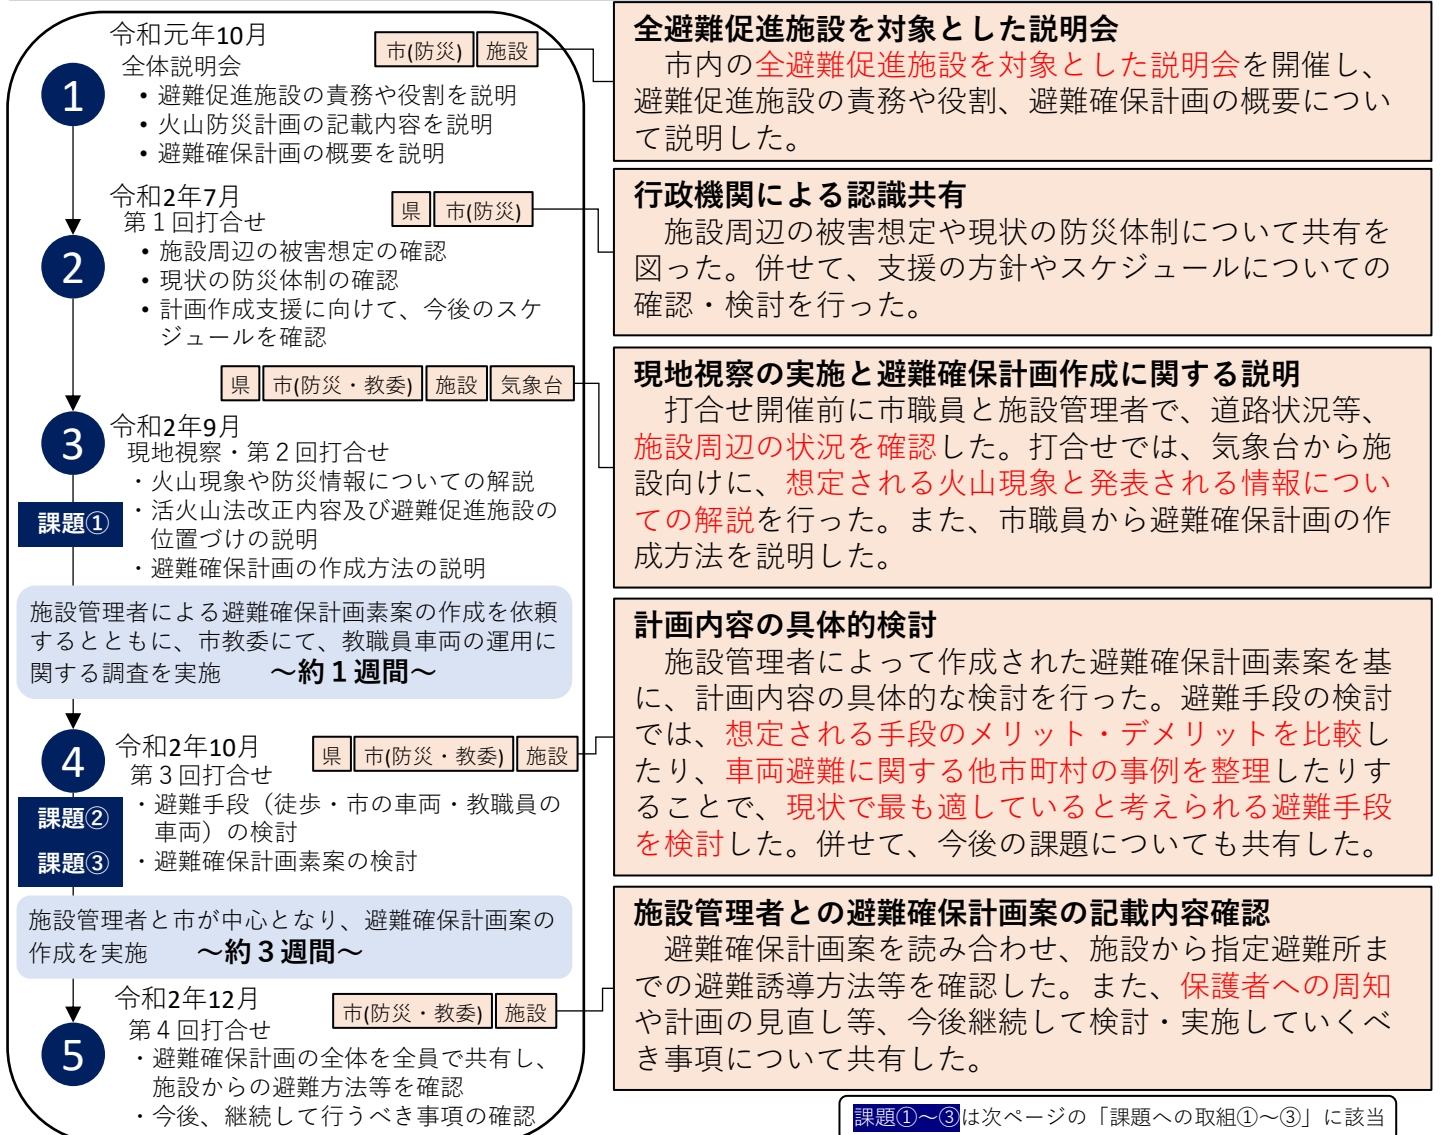 令和元年10月
市(防災) 施設
1
全体説明会
• 避難促進施設の責務や役割を説明
• 火山防災計画の記載内容を説明
• 避難確保計画の概要を説明
全避難促進施設を対象とした説明会
市内の全避難促進施設を対象とした説明会を開催し、
避難促進施設の責務や役割、避難確保計画の概要につい
て説明した。
令和2年7月
県 市(防災)
2
第１回打合せ
• 施設周辺の被害想定の確認
• 現状の防災体制の確認
• 計画作成支援に向けて、今後のスケ
ジュールを確認
行政機関による認識共有
施設周辺の被害想定や現状の防災体制について共有を
図った。併せて、支援の方針やスケジュールについての
確認・検討を行った。
県 市(防災・教委) 施設 気象台
3
令和2年9月
現地視察・第２回打合せ
・火山現象や防災情報についての解説
課題①
・活火山法改正内容及び避難促進施設の
位置づけの説明
・避難確保計画の作成方法の説明
現地視察の実施と避難確保計画作成に関する説明
打合せ開催前に市職員と施設管理者で、道路状況等、
施設周辺の状況を確認した。打合せでは、気象台から施
設向けに、想定される火山現象と発表される情報につい
ての解説を行った。また、市職員から避難確保計画の作
成方法を説明した。
施設管理者による避難確保計画素案の作成を依頼
するとともに、市教委にて、教職員車両の運用に
関する調査を実施 ～約１週間～
4
令和2年10月
県 市(防災・教委) 施設
第３回打合せ
課題②
・避難手段（徒歩・市の車両・教職員の
車両）の検討
課題③
・避難確保計画素案の検討
計画内容の具体的検討
施設管理者によって作成された避難確保計画素案を基
に、計画内容の具体的な検討を行った。避難手段の検討
では、想定される手段のメリット・デメリットを比較し
たり、車両避難に関する他市町村の事例を整理したりす
ることで、現状で最も適していると考えられる避難手段
を検討した。併せて、今後の課題についても共有した。
施設管理者と市が中心となり、避難確保計画案の
作成を実施 ～約３週間～
令和2年12月
市(防災・教委) 施設
5
第４回打合せ
・避難確保計画の全体を全員で共有し、
施設からの避難方法等を確認
・今後、継続して行うべき事項の確認
施設管理者との避難確保計画案の記載内容確認
避難確保計画案を読み合わせ、施設から指定避難所ま
での避難誘導方法等を確認した。また、保護者への周知
や計画の見直し等、今後継続して検討・実施していくべ
き事項について共有した。
課題①～③は次ページの「課題への取組①～③」に該当